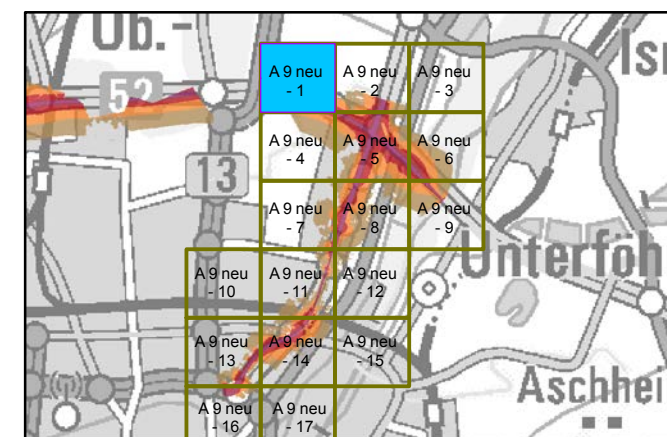 Ob.-
Is
52
A 9 neu
- 1
A 9 neu
- 2
A 9 neu
- 3
13
A 9 neu
- 4
A 9 neu
- 5
A 9 neu
- 6
A 9 neu
- 7
A 9 neu
- 8
A 9 neu
- 9
Unterföh
A 9 neu
- 10
A 9 neu
- 11
A 9 neu
- 12
A 9 neu
- 13
A 9 neu
- 14
A 9 neu
- 15
Aschhei
A 9 neu
- 16
A 9 neu
- 17